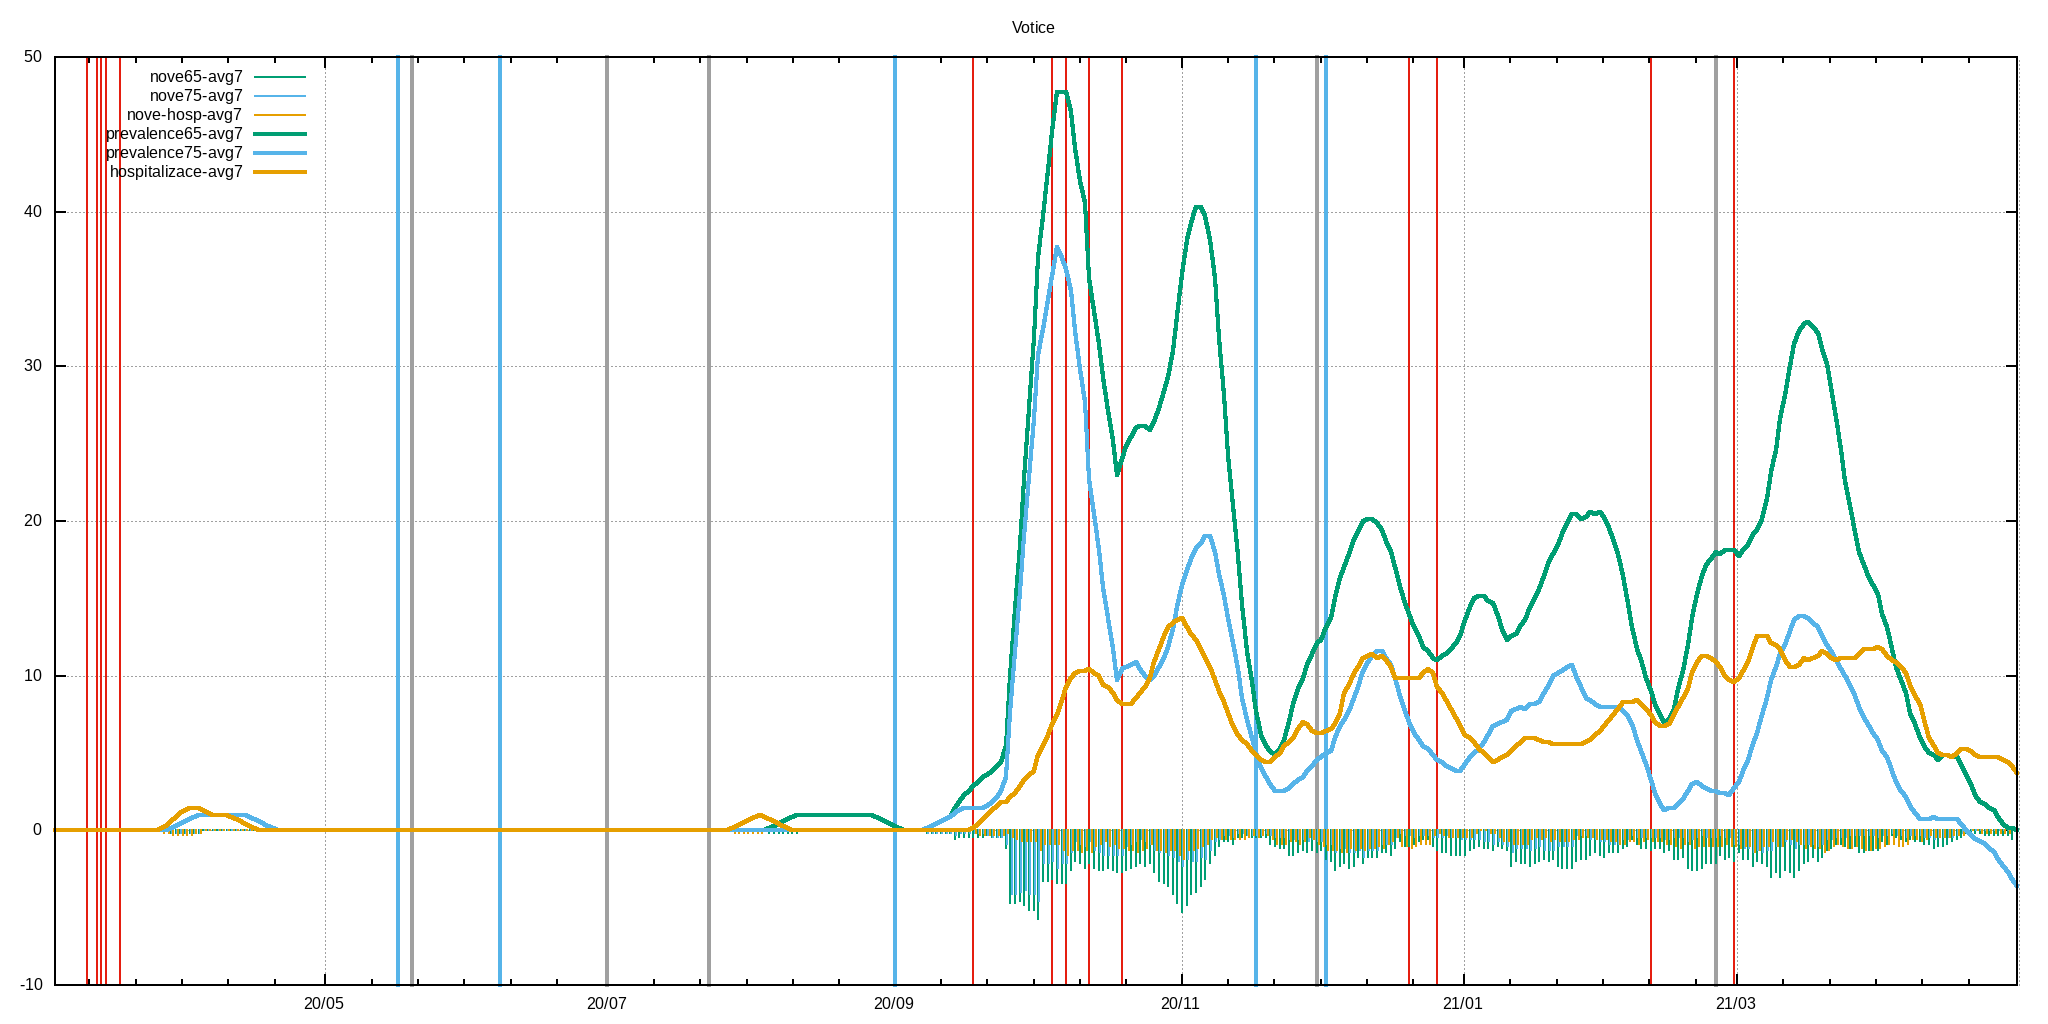 Votice
50
nove65-avg7
nove75-avg7
nove-hosp-avg7
prevalence65-avg7
prevalence75-avg7
hospitalizace-avg7
40
30
20
10
0
-10
20/05
20/07
20/09
20/11
21/01
21/03